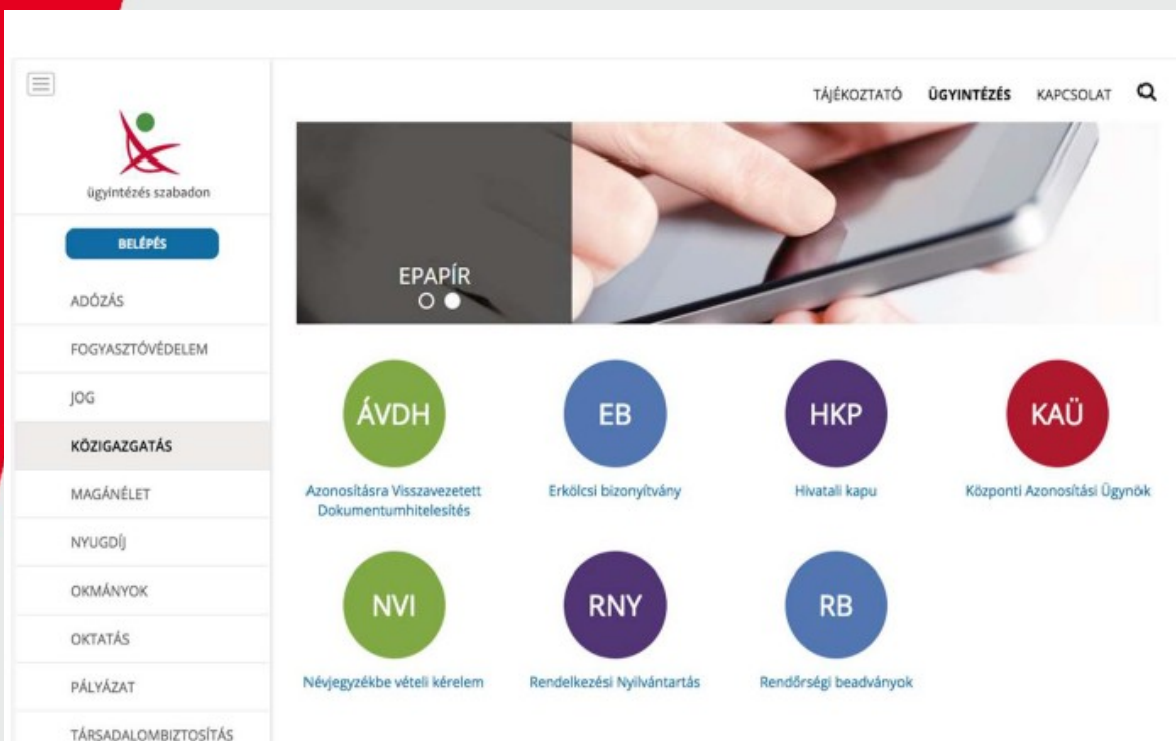 TÁJÉKOZTATÓ ÜGYINTÉZÉS KAPCSOLAT
ügyintézés szabadon
BELÉPÉS
ADÓZÁS
FOGYASZTÓVÉDELEM
JOG
KÖZIGAZGATÁS
MAGÁNÉLET
NYUGDÍJ
OKMÁNYOK
OKTATÁS
PÁLYÁZAT
TÁRSADALOMBIZTOSÍTÁS
EPAPÍR
ÁVDH
Azonosításra Visszavezetett
Dokumentumhitelesítés
EB
Erkölcsi bizonyítvány
HKP
Hivatali kapu
KAÜ
Központi Azonosítási Ügynök
NVI
Névjegyzékbe vételi kérelem
RNY
Rendelkezési Nyilvántartás
RB
Rendőrségi beadványok